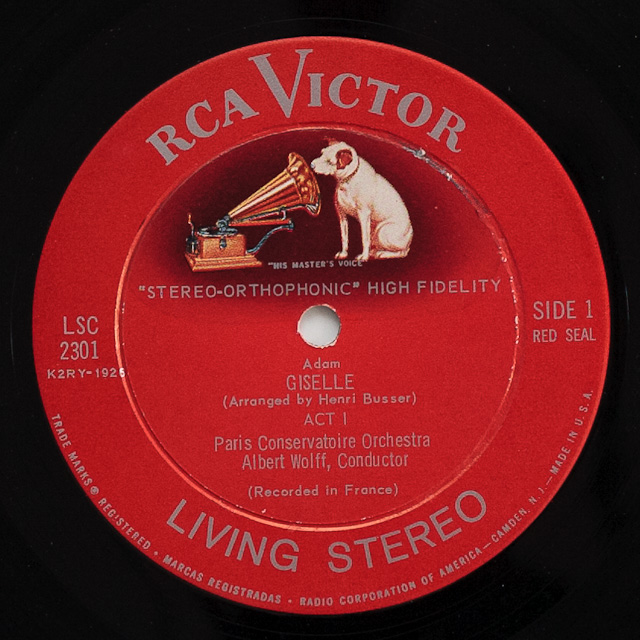 RCA VICTOR
"HIS MASTER'S VOICE"
"STEREO-ORTHOPHONIC" HIGH FIDELITY
LSC
2301
K2RY-1926
SIDE 1
RED SEAL
Adam
GISELLE
(Arranged by Henri Busser)
ACT I
Paris Conservatoire Orchestra
Albert Wolff, Conductor
(Recorded in France)
LIVING STEREO
TRADE MARKS ® REGISTERED • MARCAS REGISTRADAS • RADIO CORPORATION OF AMERICA—CAMDEN, N. J.—MADE IN U.S.A.